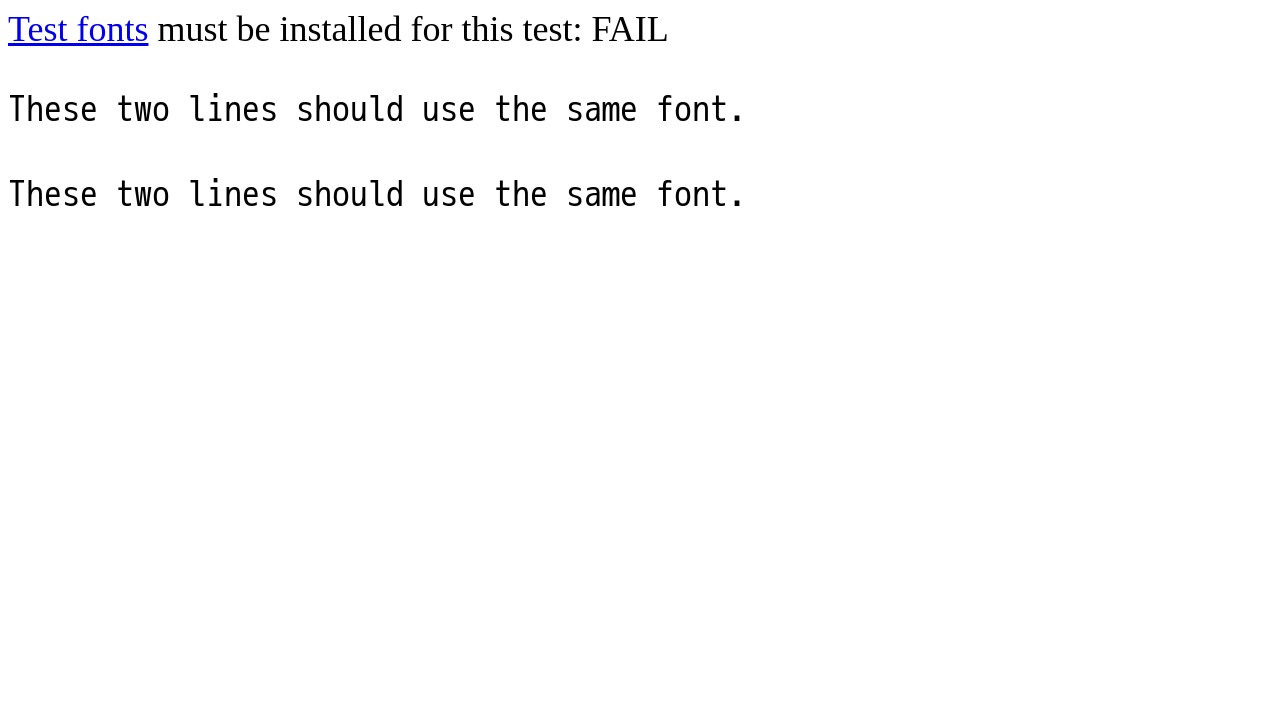 Test fonts must be installed for this test: FAIL
These two lines should use the same font.
These two lines should use the same font.